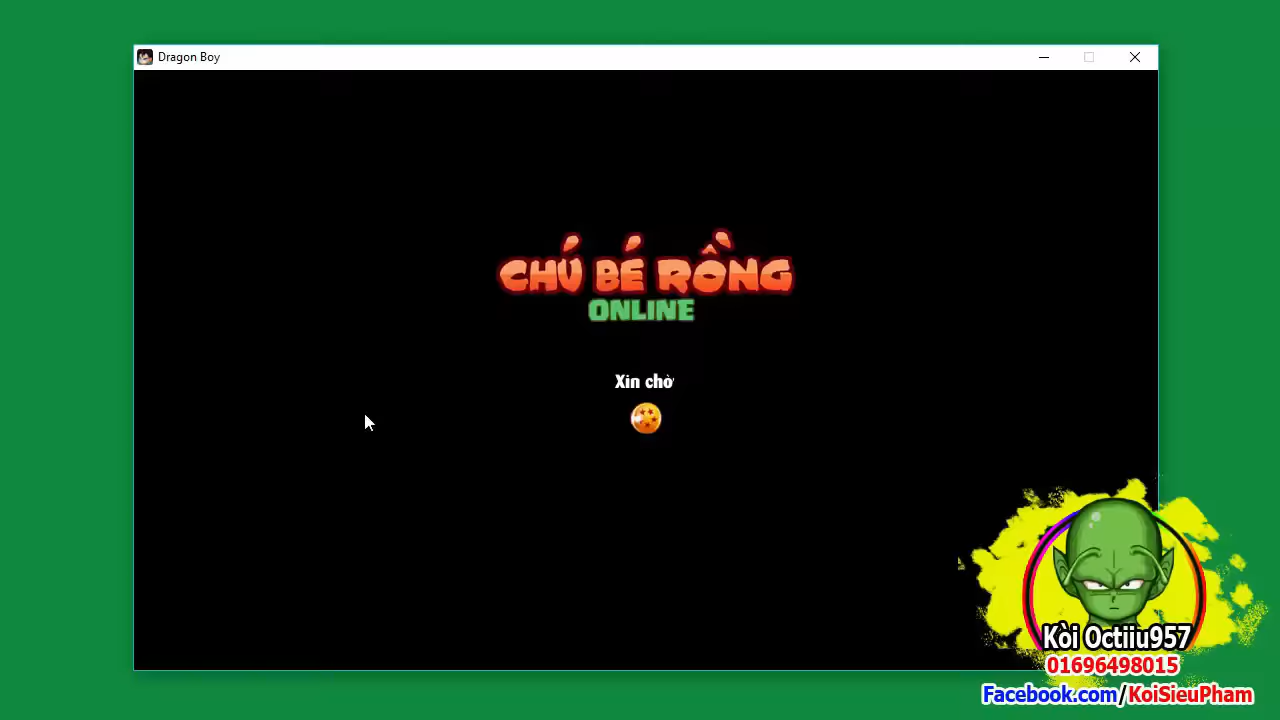 Dragon Boy
CHÚ BÉ RỒNG
ONLINE
Xin chờ
Kòi Octiiu957
01696498015
Facebook.com/KoiSieuPham